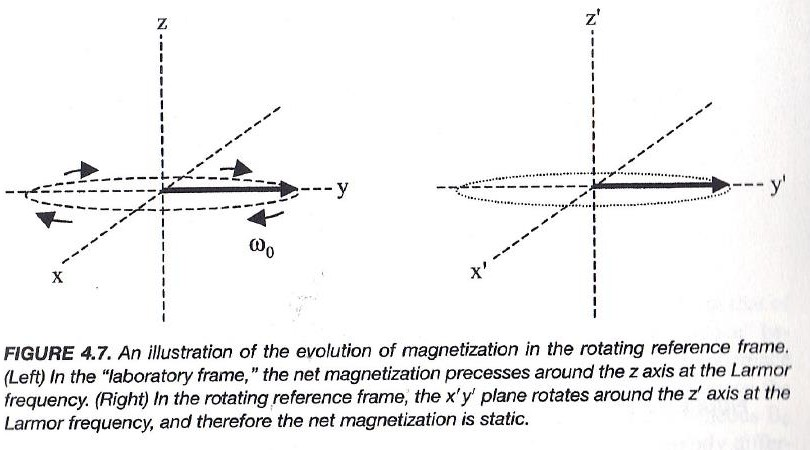 z
z'
y
y'
ω0
x
x'
FIGURE 4.7. An illustration of the evolution of magnetization in the rotating reference frame.
(Left) In the "laboratory frame," the net magnetization precesses around the z axis at the Larmor
frequency. (Right) In the rotating reference frame, the x'y' plane rotates around the z' axis at the
Larmor frequency, and therefore the net magnetization is static.